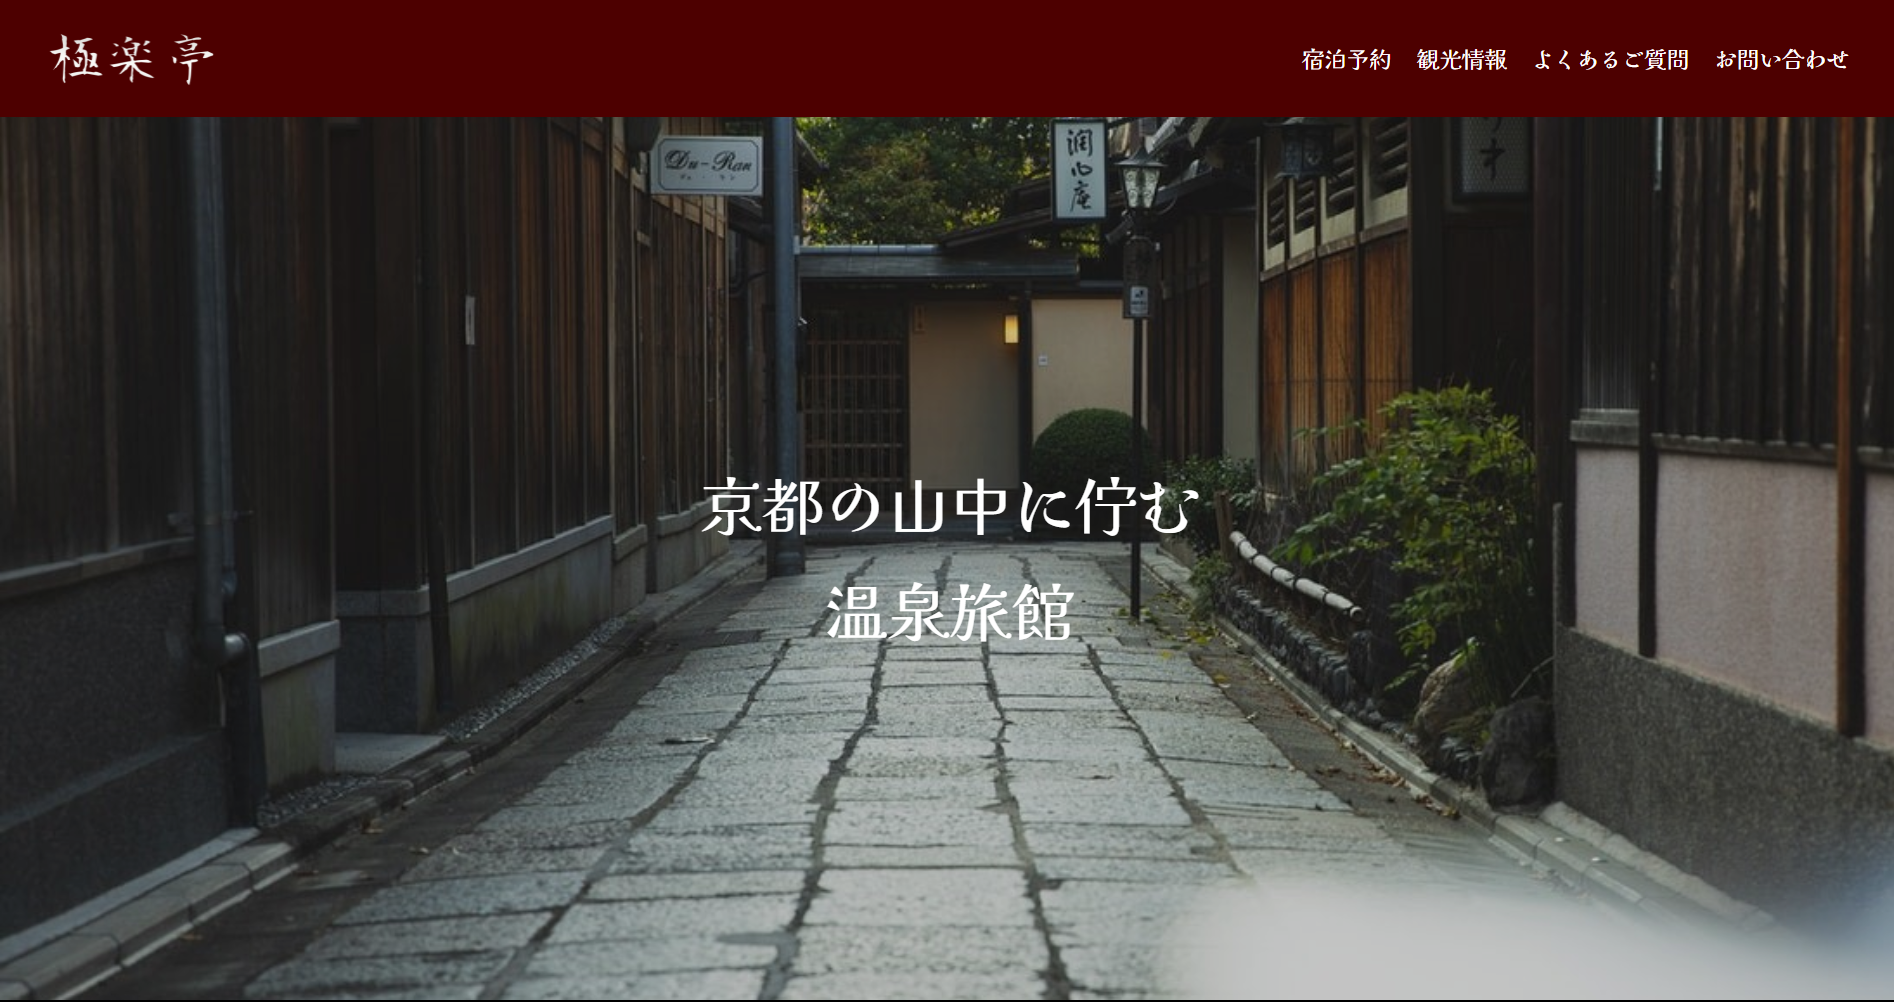 極楽亭
宿泊予約 観光情報 よくあるご質問 お問い合わせ
Du-Ran
潤心庵
京都の山中に佇む
温泉旅館